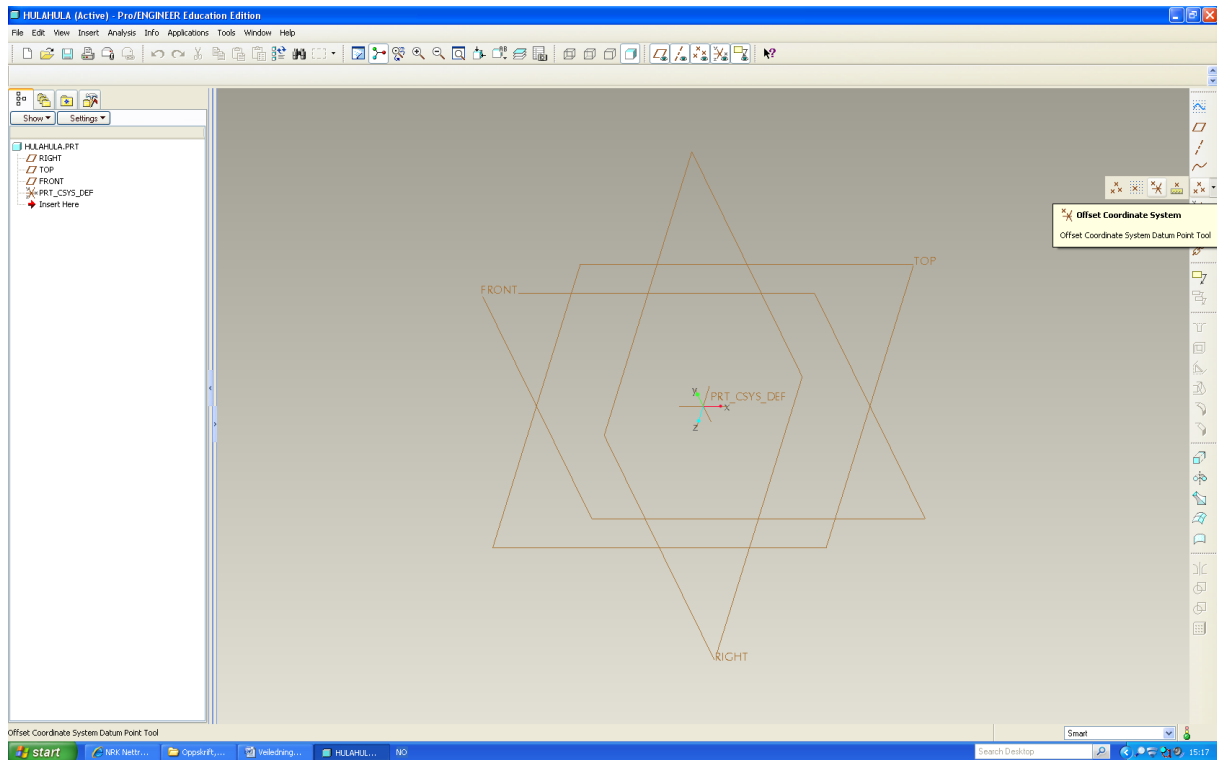 HULAHULA (Active) - Pro/ENGINEER Education Edition
File Edit View Insert Analysis Info Applications Tools Window Help
Show Settings
HULAHULA.PRT
RIGHT
TOP
FRONT
PRT_CSYS_DEF
Insert Here
Offset Coordinate System
Offset Coordinate System Datum Point Tool
TOP
FRONT
Y
PRT_CSYS_DEF
X
Z
RIGHT
Offset Coordinate System Datum Point Tool
Smart
start NRK Nettr... Oppskrift,... Veiledning... HULAHUL... NO Search Desktop 15:17